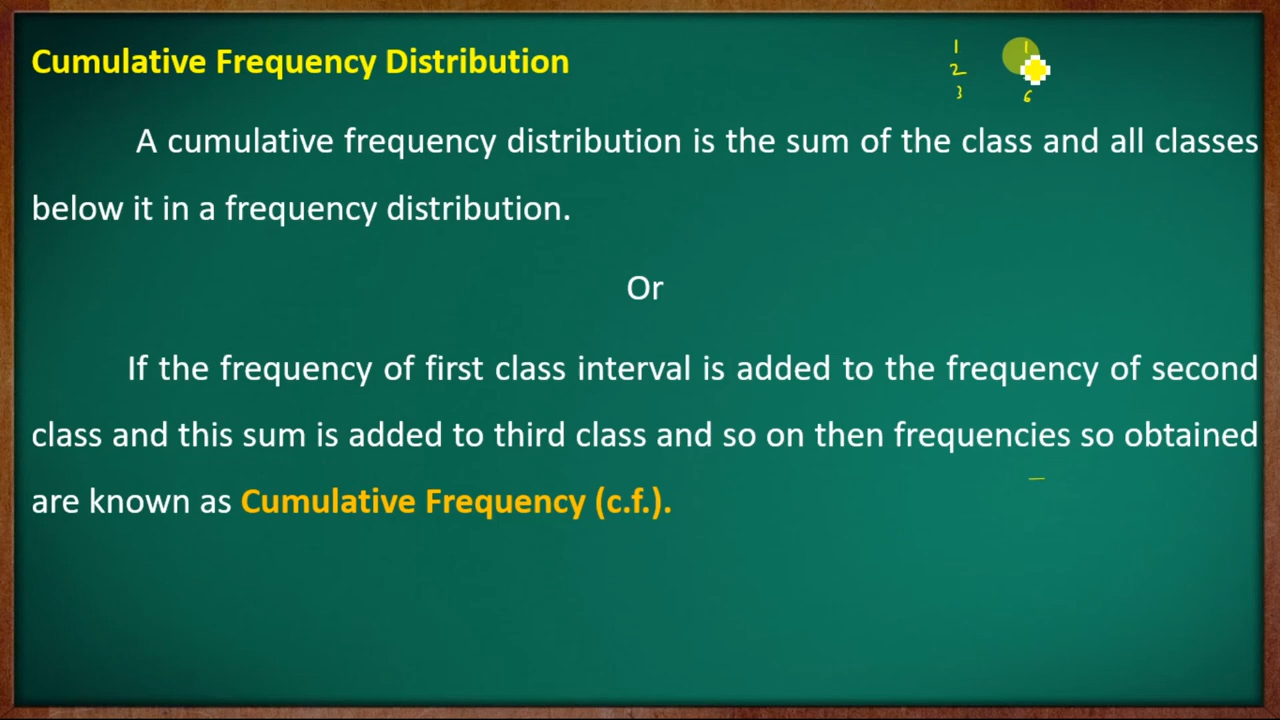 Cumulative Frequency Distribution
1 1
2
3 6
A cumulative frequency distribution is the sum of the class and all classes
below it in a frequency distribution.
Or
If the frequency of first class interval is added to the frequency of second
class and this sum is added to third class and so on then frequencies so obtained
are known as Cumulative Frequency (c.f.).